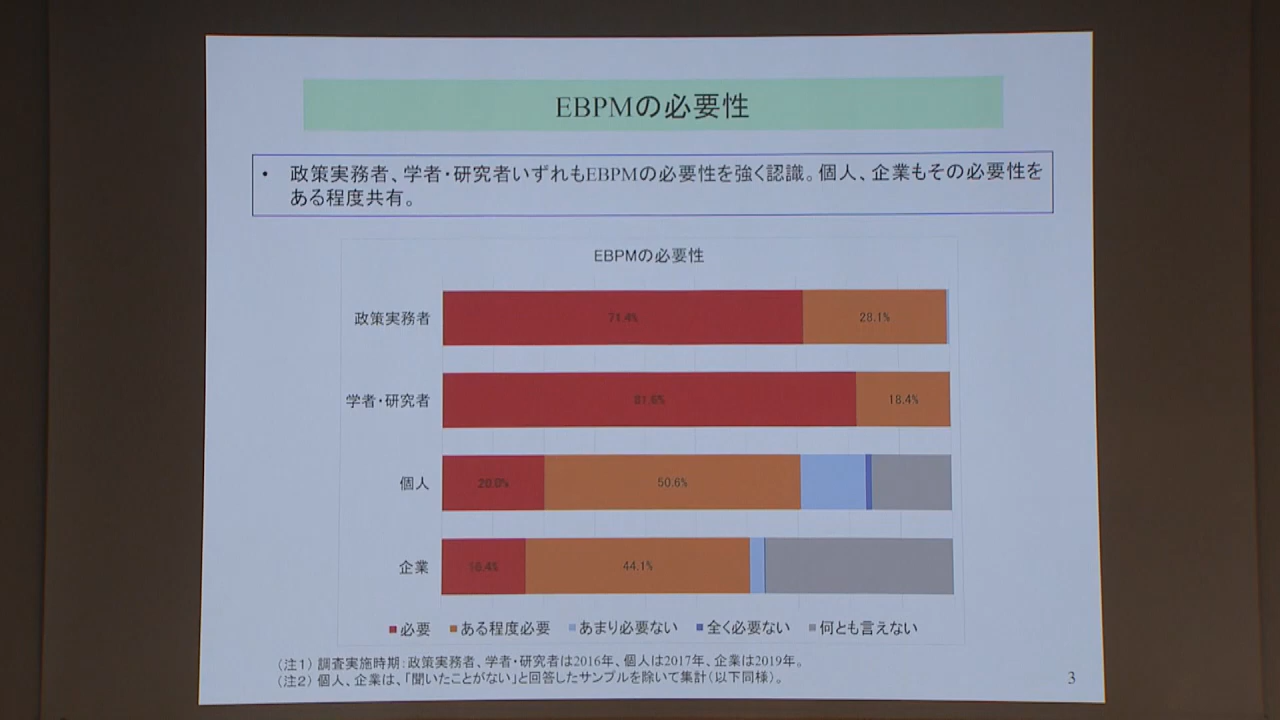 EBPMの必要性
• 政策実務者、学者・研究者いずれもEBPMの必要性を強く認識。個人、企業もその必要性を
ある程度共有。
EBPMの必要性
政策実務者 71.4% 28.1%
学者・研究者 81.6% 18.4%
個人 20.0% 50.6%
企業 16.4% 44.1%
必要 ある程度必要 あまり必要ない 全く必要ない 何とも言えない
（注１）調査実施時期：政策実務者、学者・研究者は2016年、個人は2017年、企業は2019年。
（注２）個人、企業は、「聞いたことがない」と回答したサンプルを除いて集計（以下同様）。
3